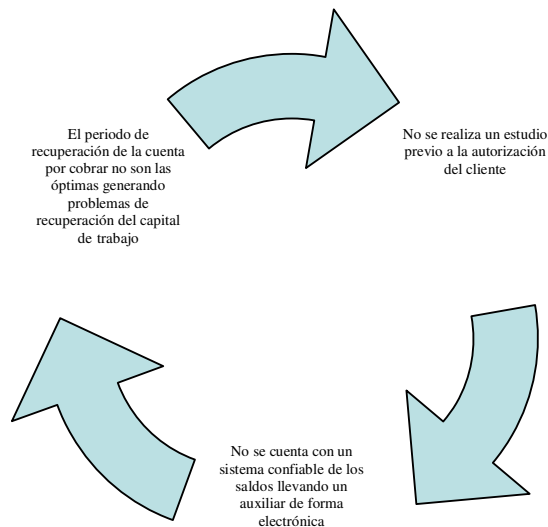 El periodo de
recuperación de la cuenta
por cobrar no son las
óptimas generando
problemas de
recuperación del capital
de trabajo
No se realiza un estudio
previo a la autorización
del cliente
No se cuenta con un
sistema confiable de los
saldos llevando un
auxiliar de forma
electrónica